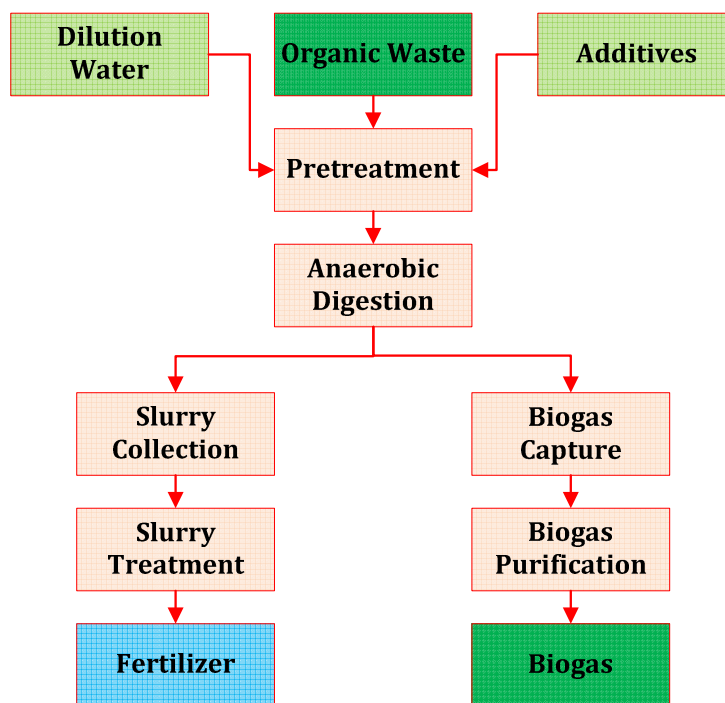 Dilution
Water
Organic Waste
Additives
Pretreatment
Anaerobic
Digestion
Slurry
Collection
Biogas
Capture
Slurry
Treatment
Biogas
Purification
Fertilizer
Biogas